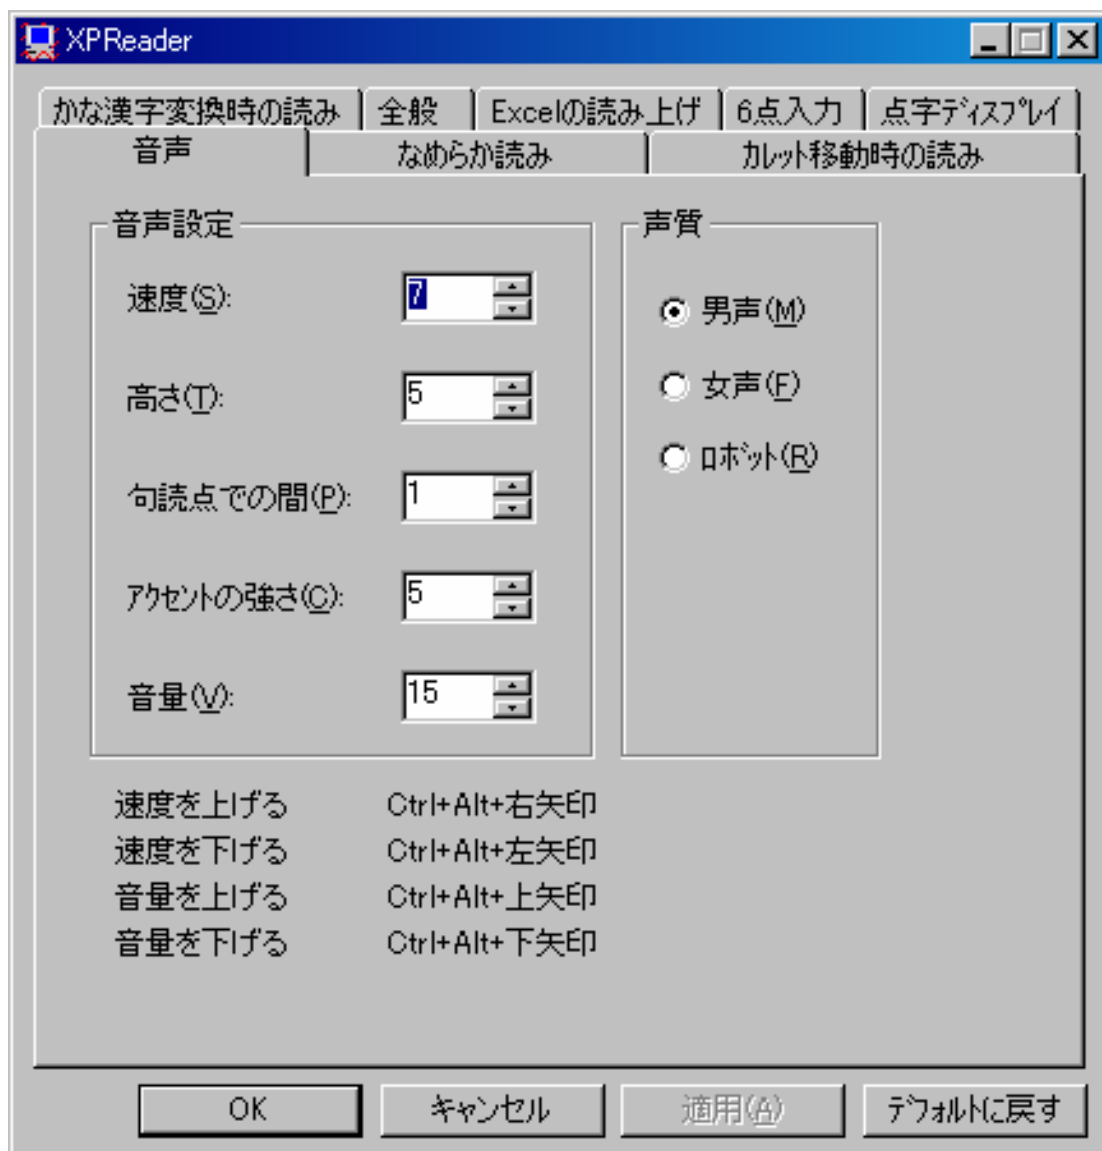 XPReader
かな漢字変換時の読み 全般 Excelの読み上げ 6点入力 点字ディスプレイ
音声 なめらか読み カレット移動時の読み
音声設定 声質
速度(S): 7
男声(M)
高さ(T): 5
女声(F)
ロボット(R)
句読点での間(P): 1
アクセントの強さ(C): 5
音量(V): 15
速度を上げる Ctrl+Alt+右矢印
速度を下げる Ctrl+Alt+左矢印
音量を上げる Ctrl+Alt+上矢印
音量を下げる Ctrl+Alt+下矢印
OK キャンセル 適用(A) デフォルトに戻す